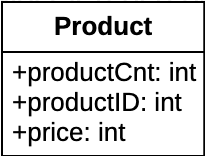 Product
+productCnt: int
+productID: int
+price: int